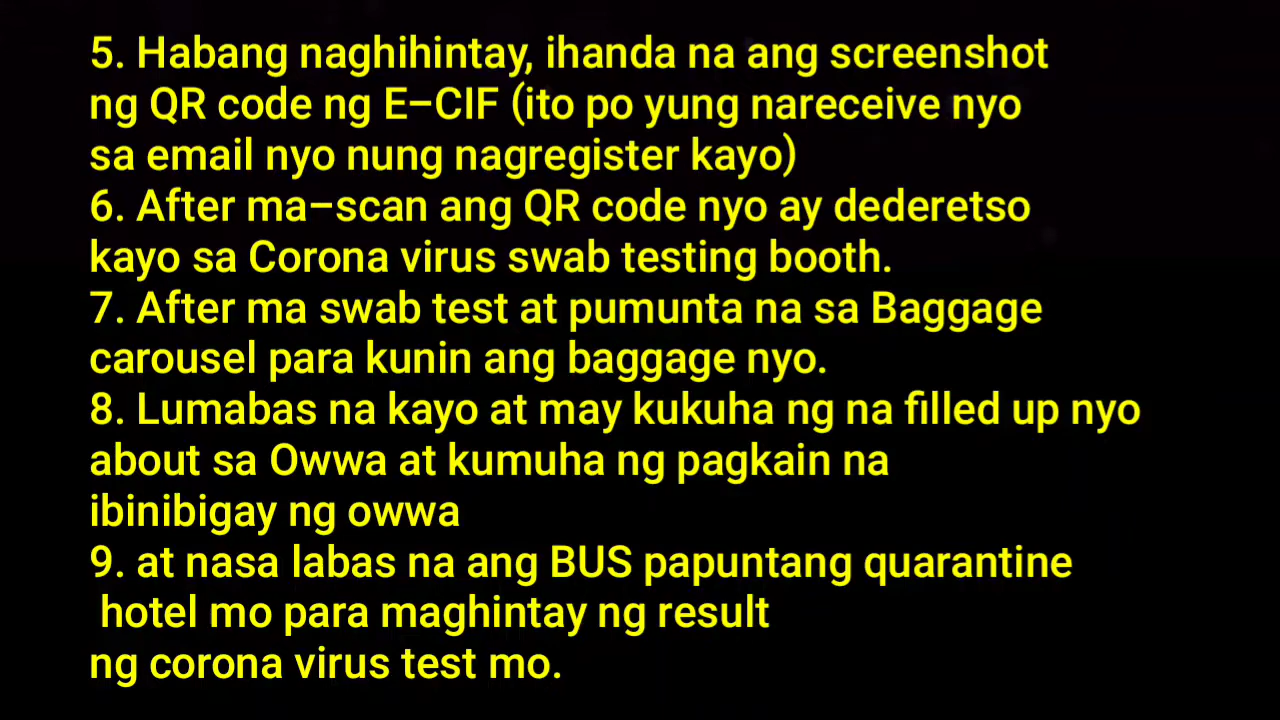 5. Habang naghihintay, ihanda na ang screenshot
ng QR code ng E–CIF (ito po yung nareceive nyo
sa email nyo nung nagregister kayo)
6. After ma–scan ang QR code nyo ay dederetso
kayo sa Corona virus swab testing booth.
7. After ma swab test at pumunta na sa Baggage
carousel para kunin ang baggage nyo.
8. Lumabas na kayo at may kukuha ng na filled up nyo
about sa Owwa at kumuha ng pagkain na
ibinibigay ng owwa
9. at nasa labas na ang BUS papuntang quarantine
hotel mo para maghintay ng result
ng corona virus test mo.